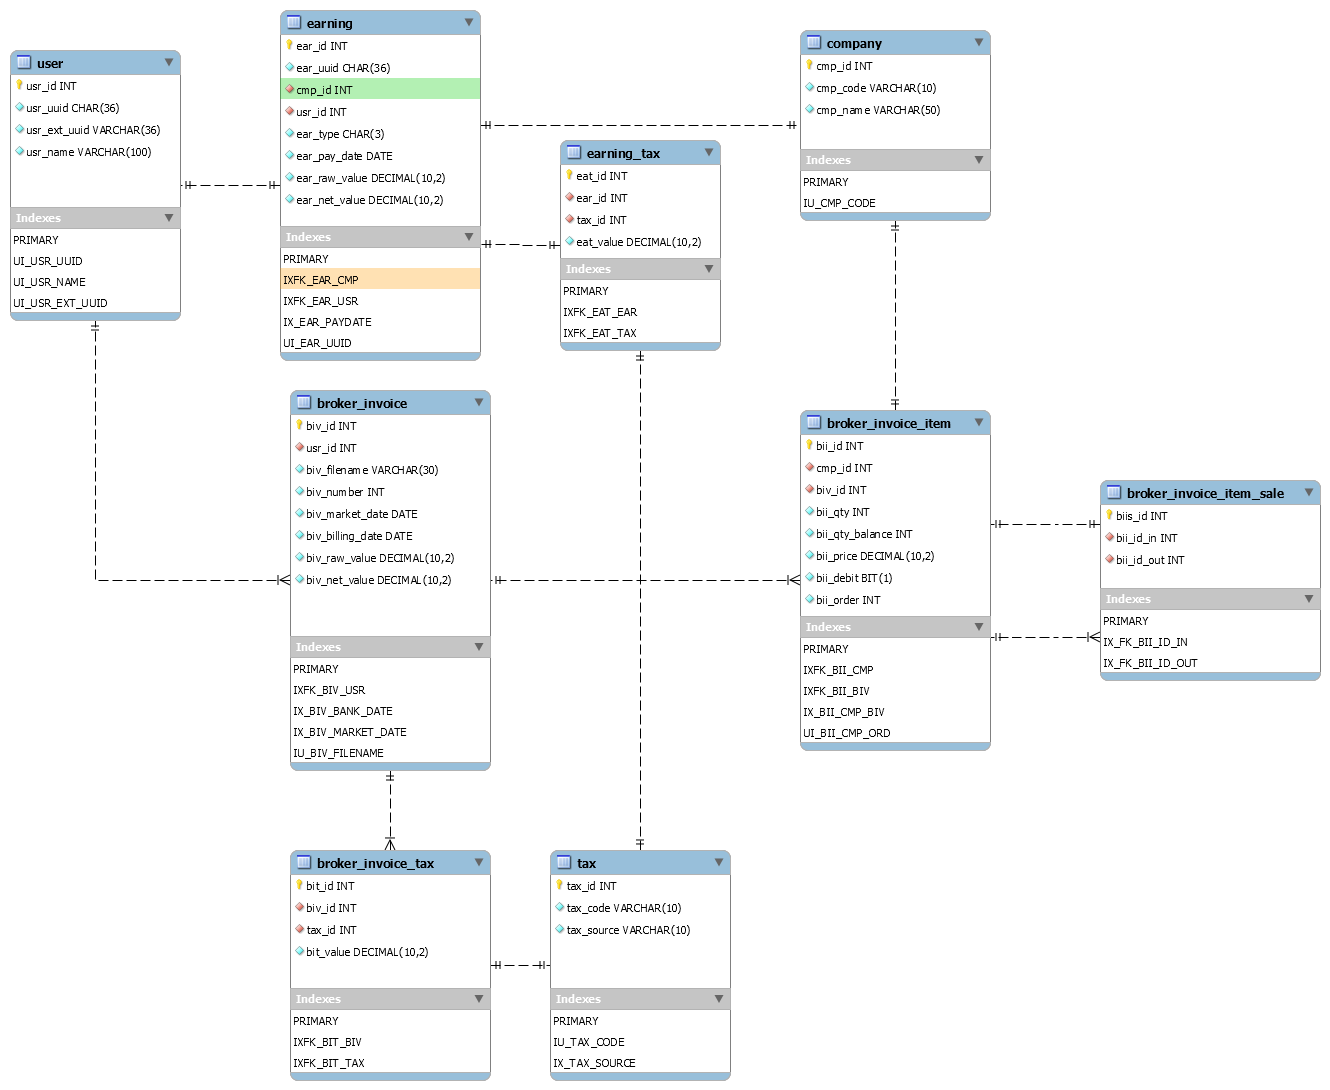 user
usr_id INT
usr_uuid CHAR(36)
usr_ext_uuid VARCHAR(36)
usr_name VARCHAR(100)
Indexes
PRIMARY
UI_USR_UUID
UI_USR_NAME
UI_USR_EXT_UUID
earning
ear_id INT
ear_uuid CHAR(36)
cmp_id INT
usr_id INT
ear_type CHAR(3)
ear_pay_date DATE
ear_raw_value DECIMAL(10,2)
ear_net_value DECIMAL(10,2)
Indexes
PRIMARY
IXFK_EAR_CMP
IXFK_EAR_USR
IX_EAR_PAYDATE
UI_EAR_UUID
earning_tax
eat_id INT
ear_id INT
tax_id INT
eat_value DECIMAL(10,2)
Indexes
PRIMARY
IXFK_EAT_EAR
IXFK_EAT_TAX
company
cmp_id INT
cmp_code VARCHAR(10)
cmp_name VARCHAR(50)
Indexes
PRIMARY
IU_CMP_CODE
broker_invoice
biv_id INT
usr_id INT
biv_filename VARCHAR(30)
biv_number INT
biv_market_date DATE
biv_billing_date DATE
biv_raw_value DECIMAL(10,2)
biv_net_value DECIMAL(10,2)
Indexes
PRIMARY
IXFK_BIV_USR
IX_BIV_BANK_DATE
IX_BIV_MARKET_DATE
IU_BIV_FILENAME
broker_invoice_item
bii_id INT
cmp_id INT
biv_id INT
bii_qty INT
bii_qty_balance INT
bii_price DECIMAL(10,2)
bii_debit BIT(1)
bii_order INT
Indexes
PRIMARY
IXFK_BII_CMP
IXFK_BII_BIV
IX_BII_CMP_BIV
UI_BII_CMP_ORD
broker_invoice_item_sale
biis_id INT
bii_id_in INT
bii_id_out INT
Indexes
PRIMARY
IX_FK_BII_ID_IN
IX_FK_BII_ID_OUT
broker_invoice_tax
bit_id INT
biv_id INT
tax_id INT
bit_value DECIMAL(10,2)
Indexes
PRIMARY
IXFK_BIT_BIV
IXFK_BIT_TAX
tax
tax_id INT
tax_code VARCHAR(10)
tax_source VARCHAR(10)
Indexes
PRIMARY
IU_TAX_CODE
IX_TAX_SOURCE